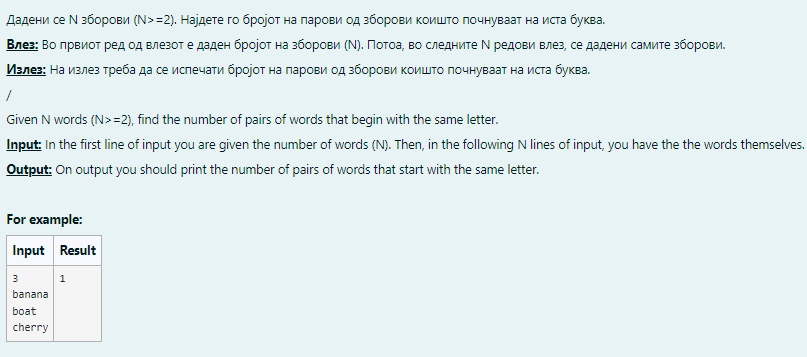 Дадени се N зборови (N>=2). Најдете го бројот на парови од зборови коишто почнуваат на иста буква.
Влез: Во првиот ред од влезот е даден бројот на зборови (N). Потоа, во следните N редови влез, се дадени самите зборови.
Излез: На излез треба да се испечати бројот на парови од зборови коишто почнуваат на иста буква.
/
Given N words (N>=2), find the number of pairs of words that begin with the same letter.
Input: In the first line of input you are given the number of words (N). Then, in the following N lines of input, you have the the words themselves.
Output: On output you should print the number of pairs of words that start with the same letter.
For example:
Input Result
3 1
banana
boat
cherry